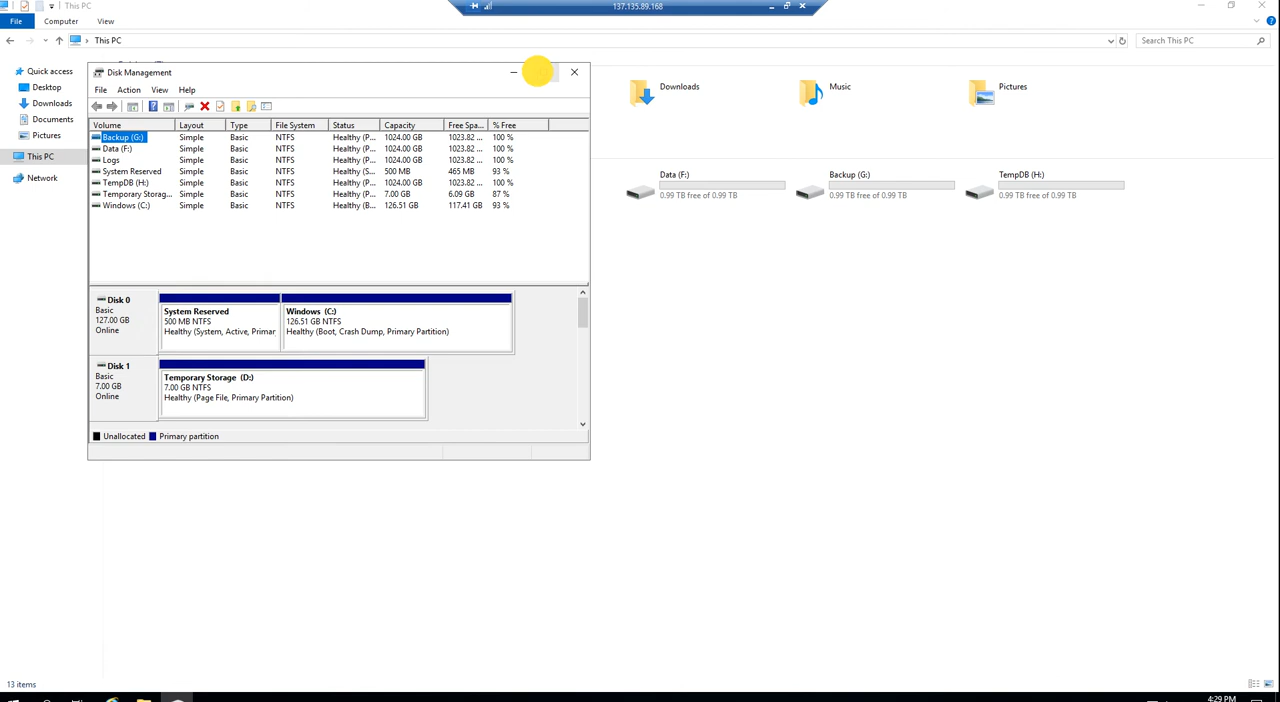 This PC
137.135.89.168
File Computer View
This PC
Search This PC
Quick access
Desktop
Downloads
Documents
Pictures
This PC
Network
Disk Management
File Action View Help
Volume Layout Type File System Status Capacity Free Spa... % Free
Backup (G:) Simple Basic NTFS Healthy (P... 1024.00 GB 1023.82 ... 100 %
Data (F:) Simple Basic NTFS Healthy (P... 1024.00 GB 1023.82 ... 100 %
Logs Simple Basic NTFS Healthy (P... 1024.00 GB 1023.82 ... 100 %
System Reserved Simple Basic NTFS Healthy (S... 500 MB 465 MB 93 %
TempDB (H:) Simple Basic NTFS Healthy (P... 1024.00 GB 1023.82 ... 100 %
Temporary Storag... Simple Basic NTFS Healthy (P... 7.00 GB 6.09 GB 87 %
Windows (C:) Simple Basic NTFS Healthy (B... 126.51 GB 117.41 GB 93 %
Disk 0
Basic
127.00 GB
Online
System Reserved
500 MB NTFS
Healthy (System, Active, Primar
Windows (C:)
126.51 GB NTFS
Healthy (Boot, Crash Dump, Primary Partition)
Disk 1
Basic
7.00 GB
Online
Temporary Storage (D:)
7.00 GB NTFS
Healthy (Page File, Primary Partition)
Unallocated Primary partition
Downloads
Music
Pictures
Data (F:)
0.99 TB free of 0.99 TB
Backup (G:)
0.99 TB free of 0.99 TB
TempDB (H:)
0.99 TB free of 0.99 TB
13 items
4:29 PM